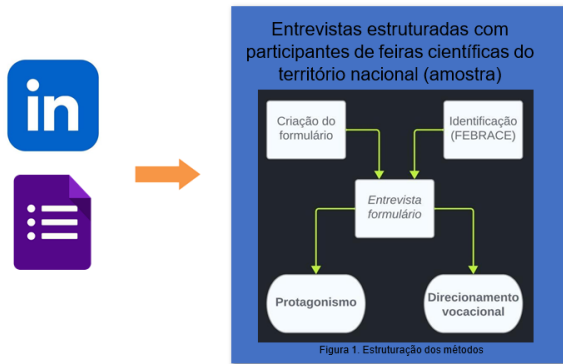 in
Entrevistas estruturadas com
participantes de feiras científicas do
território nacional (amostra)
Criação do
formulário
Identificação
(FEBRACE)
Entrevista
formulário
Protagonismo
Direcionamento
vocacional
Figura 1. Estruturação dos métodos